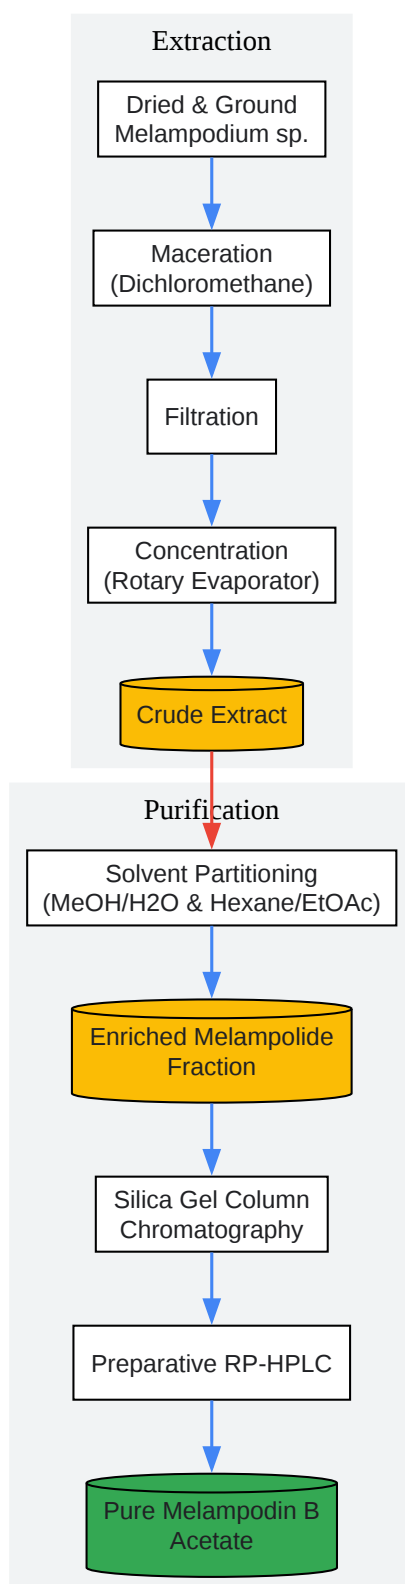 Extraction
Dried & Ground
Melampodium sp.
Maceration
(Dichloromethane)
Filtration
Concentration
(Rotary Evaporator)
Crude Extract
Purification
Solvent Partitioning
(MeOH/H2O & Hexane/EtOAc)
Enriched Melampolide
Fraction
Silica Gel Column
Chromatography
Preparative RP-HPLC
Pure Melampodin B
Acetate